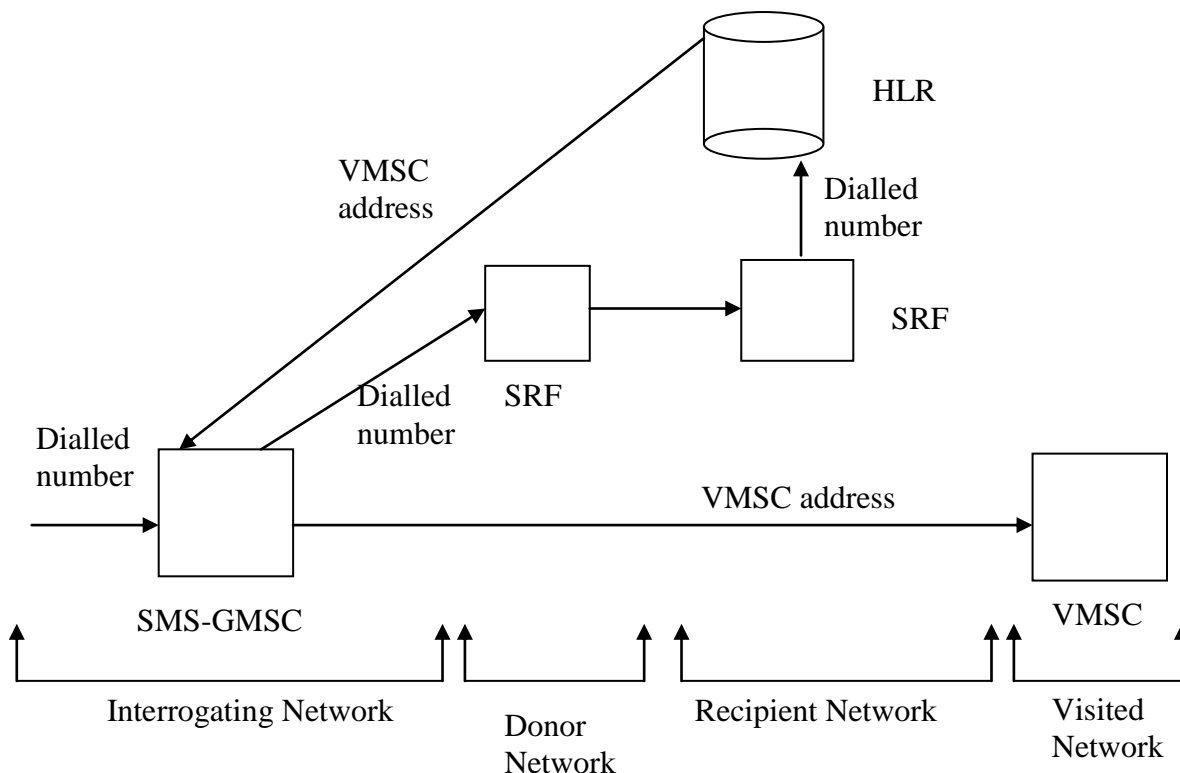 HLR
VMSC
address
Dialled
number
SRF
Dialled
number
SRF
Dialled
number
VMSC address
SMS-GMSC
VMSC
Interrogating Network
Donor
Network
Recipient Network
Visited
Network